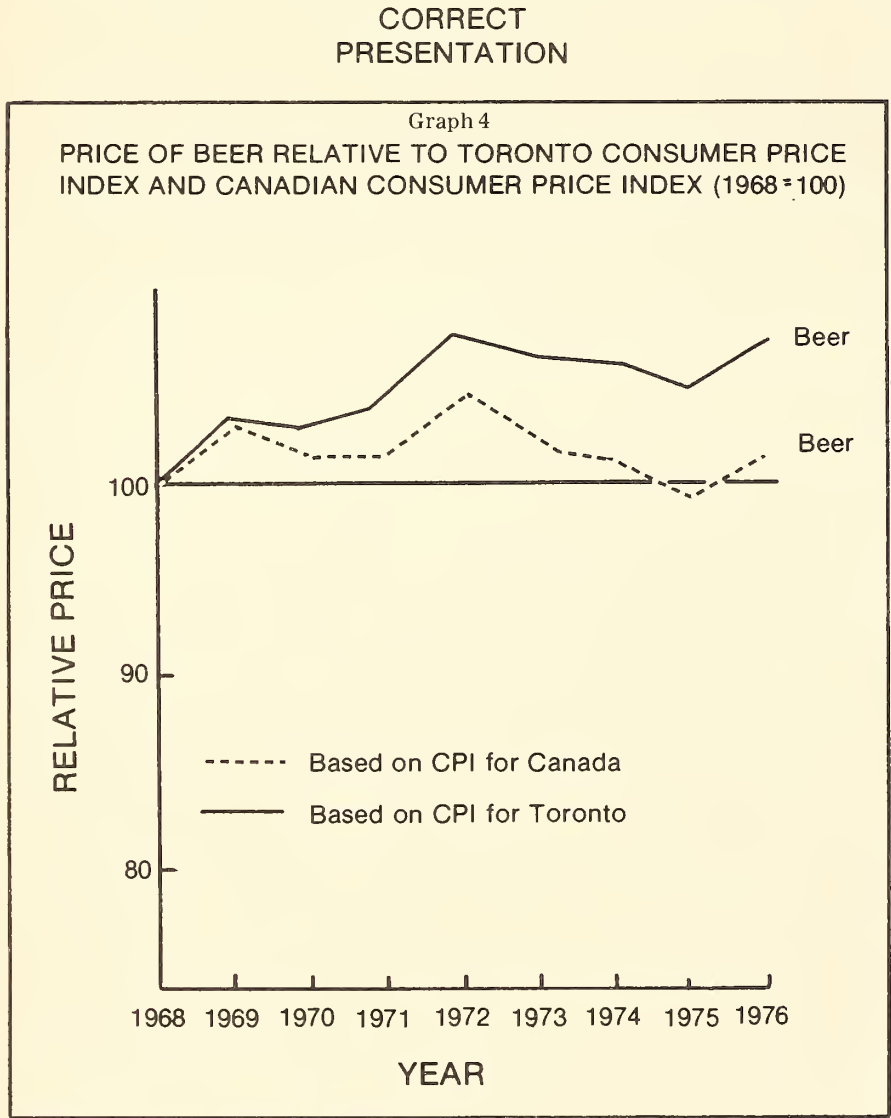 CORRECT
PRESENTATION
Graph 4
PRICE OF BEER RELATIVE TO TORONTO CONSUMER PRICE
INDEX AND CANADIAN CONSUMER PRICE INDEX (1968=100)
Beer
Beer
100
RELATIVE PRICE
90
Based on CPI for Canada
Based on CPI for Toronto
80
1968 1969 1970 1971 1972 1973 1974 1975 1976
YEAR